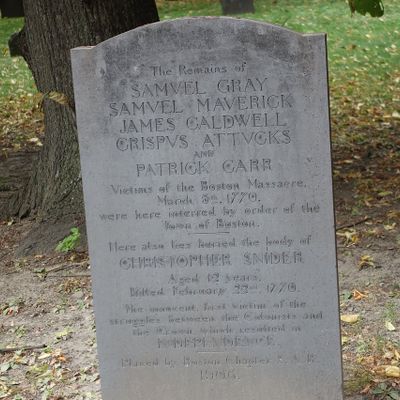 The Remains of
SAMVEL GRAY
SAMVEL MAVERICK
JAMES CALDWELL
CRISPVS ATTVCKS
AND
PATRICK CARR
Victims of the Boston Massacre,
March 5th, 1770,
were here interred by order of the
Town of Boston.
Here also lies buried the body of
CHRISTOPHER SNIDER
Aged 12 years,
Killed February 22nd, 1770.
The innocent, first victim of the
struggles between the Colonists and
the Crown, which resulted in
INDEPENDENCE.
Placed by Boston Chapter, S. A. R.
1906.